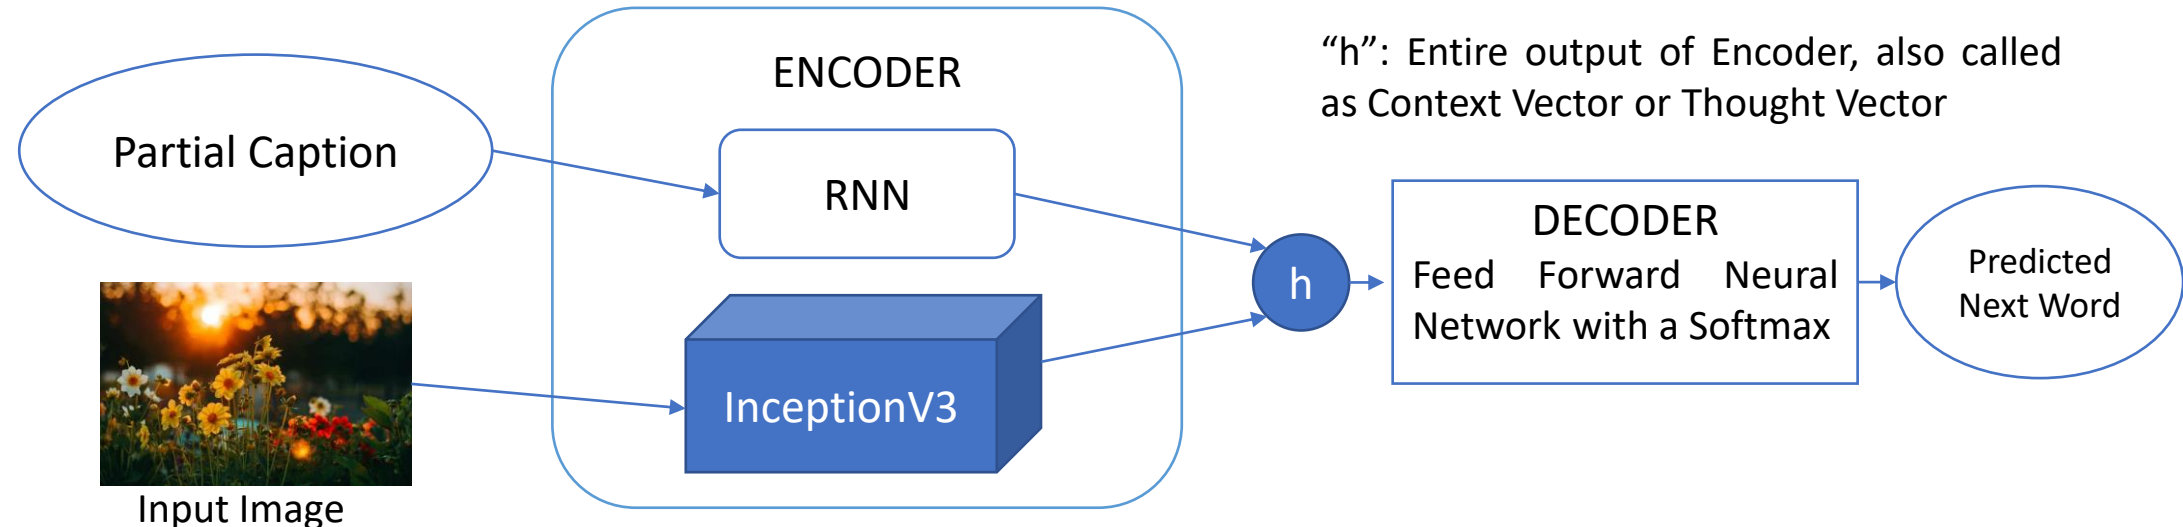 Partial Caption
Input Image
ENCODER
RNN
InceptionV3
h
“h”: Entire output of Encoder, also called
as Context Vector or Thought Vector
DECODER
Feed Forward Neural
Network with a Softmax
Predicted
Next Word